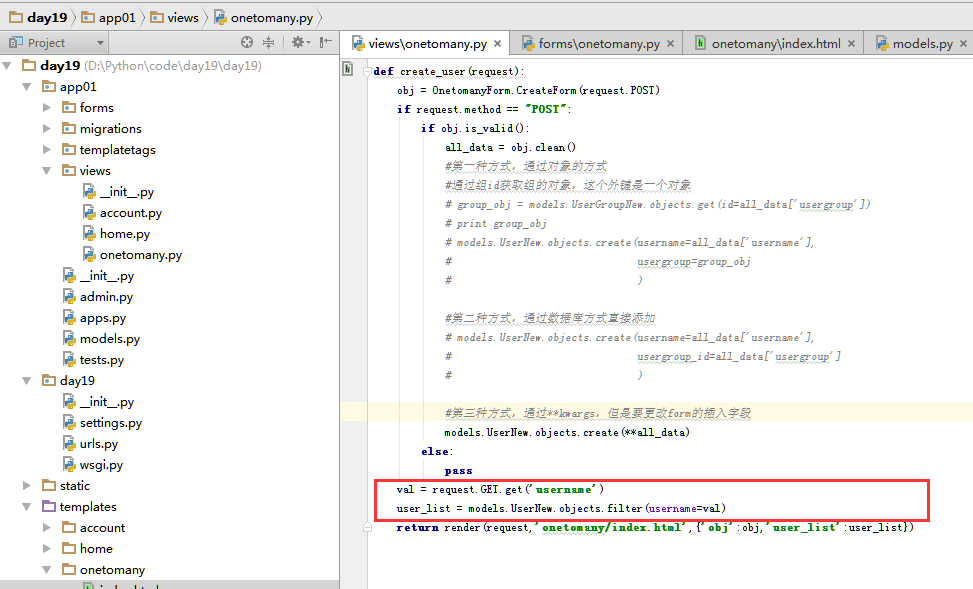 day19 app01 views onetomany.py
Project views\onetomany.py forms\onetomany.py onetomany\index.html models.py
day19 (D:\Python\code\day19\day19)
app01
forms
migrations
templatetags
views
__init__.py
account.py
home.py
onetomany.py
__init__.py
admin.py
apps.py
models.py
tests.py
day19
__init__.py
settings.py
urls.py
wsgi.py
static
templates
account
home
onetomany
index.html
def create_user(request):
obj = OnetomanyForm.CreateForm(request.POST)
if request.method == "POST":
if obj.is_valid():
all_data = obj.clean()
#第一种方式，通过对象的方式
#通过组id获取组的对象，这个外键是一个对象
# group_obj = models.UserGroupNew.objects.get(id=all_data['usergroup'])
# print group_obj
# models.UserNew.objects.create(username=all_data['username'],
# usergroup=group_obj
# )
#第二种方式，通过数据库方式直接添加
# models.UserNew.objects.create(username=all_data['username'],
# usergroup_id=all_data['usergroup']
# )
#第三种方式，通过**kwargs，但是要更改form的插入字段
models.UserNew.objects.create(**all_data)
else:
pass
val = request.GET.get('username')
user_list = models.UserNew.objects.filter(username=val)
return render(request,'onetomany/index.html',{'obj':obj,'user_list':user_list})